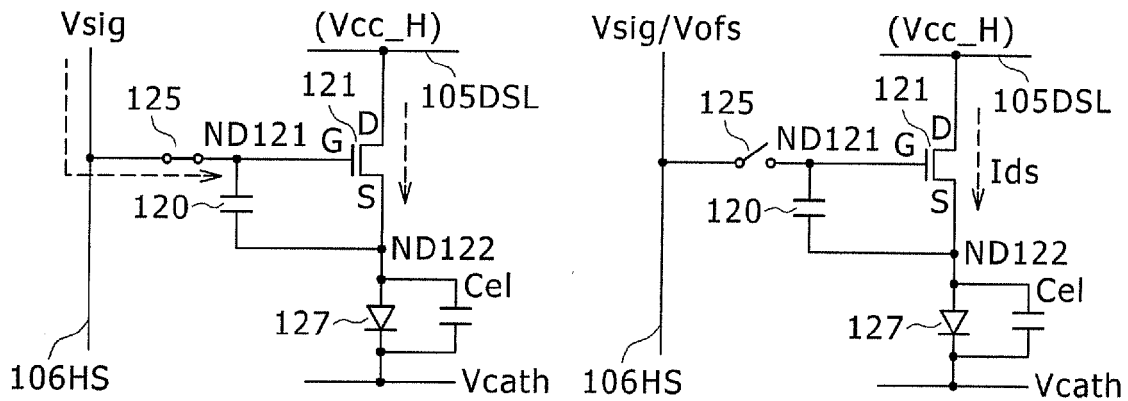 Vsig
(Vcc_H)
105DSL
125
121
ND121
G
D
S
120
ND122
Cel
127
106HS
Vcath
Vsig/Vofs
(Vcc_H)
105DSL
125
121
ND121
G
D
S
Ids
120
ND122
Cel
127
106HS
Vcath